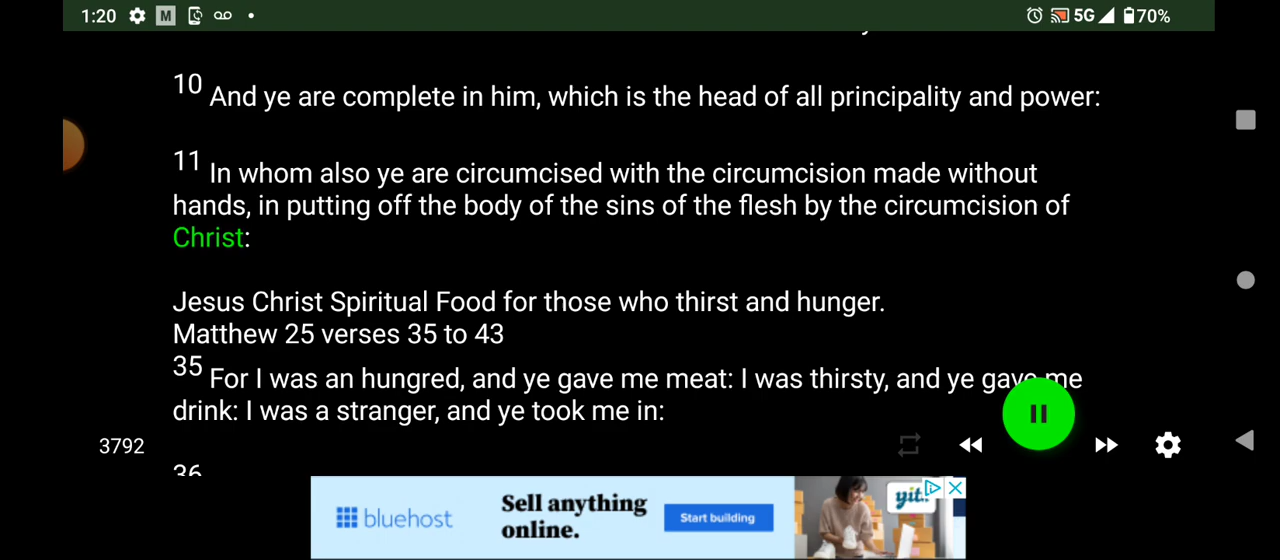 1:20 M 5G 70%
10 And ye are complete in him, which is the head of all principality and power:
11 In whom also ye are circumcised with the circumcision made without
hands, in putting off the body of the sins of the flesh by the circumcision of
Christ:
Jesus Christ Spiritual Food for those who thirst and hunger.
Matthew 25 verses 35 to 43
35 For I was an hungred, and ye gave me meat: I was thirsty, and ye gave me
drink: I was a stranger, and ye took me in:
3792
36
bluehost
Sell anything
online.
Start building
yit.